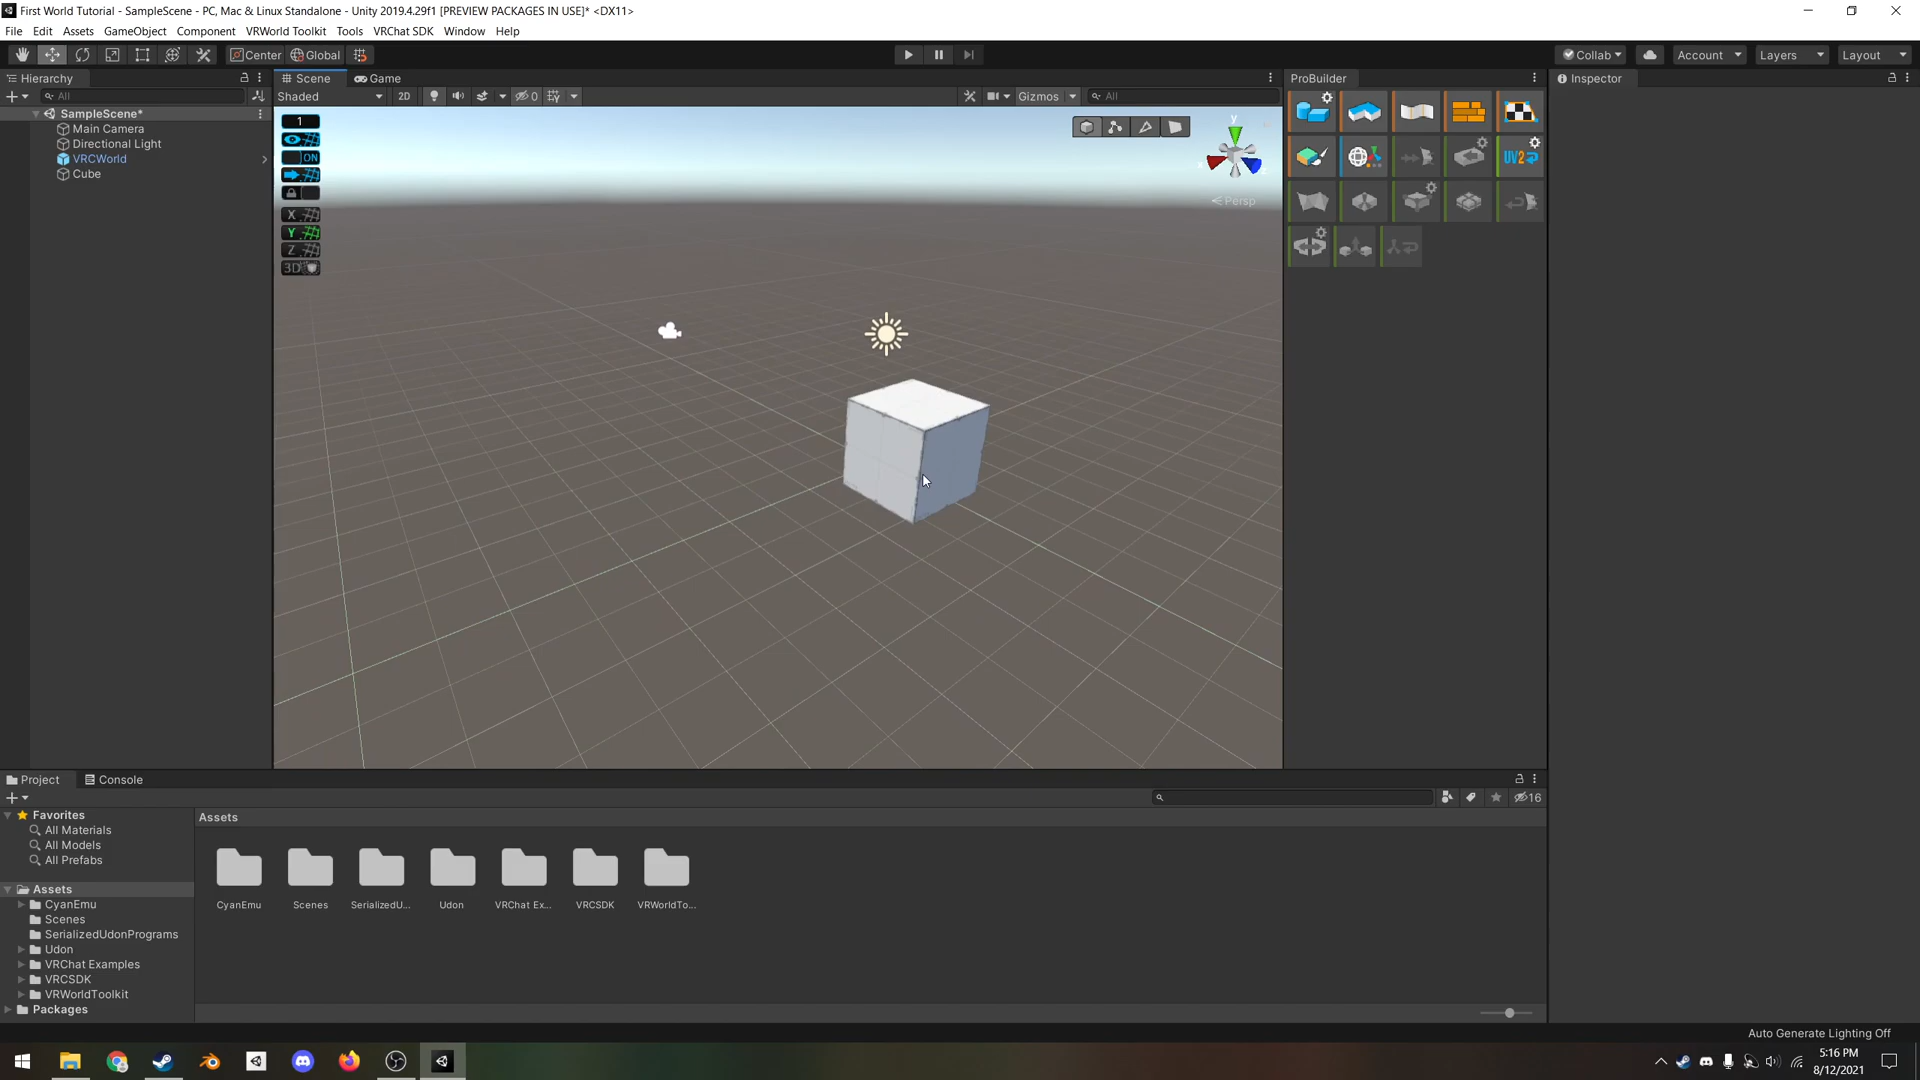 First World Tutorial - SampleScene - PC, Mac & Linux Standalone - Unity 2019.4.29f1 [PREVIEW PACKAGES IN USE]* <DX11>
File Edit Assets GameObject Component VRWorld Toolkit Tools VRChat SDK Window Help
Center Global Collab Account Layers Layout
Hierarchy Scene Game ProBuilder Inspector
All Shaded 2D 0 Gizmos All
SampleScene*
Main Camera
Directional Light
VRCWorld
Cube
1
ON
X
Y
Z
3D
y
x
z
Persp
UV2
Project Console
16
Favorites
All Materials
All Models
All Prefabs
Assets
CyanEmu
Scenes
SerializedUdonPrograms
Udon
VRChat Examples
VRCSDK
VRWorldToolkit
Packages
Assets
CyanEmu Scenes SerializedU... Udon VRChat Ex... VRCSDK VRWorldTo...
Auto Generate Lighting Off
5:16 PM
8/12/2021